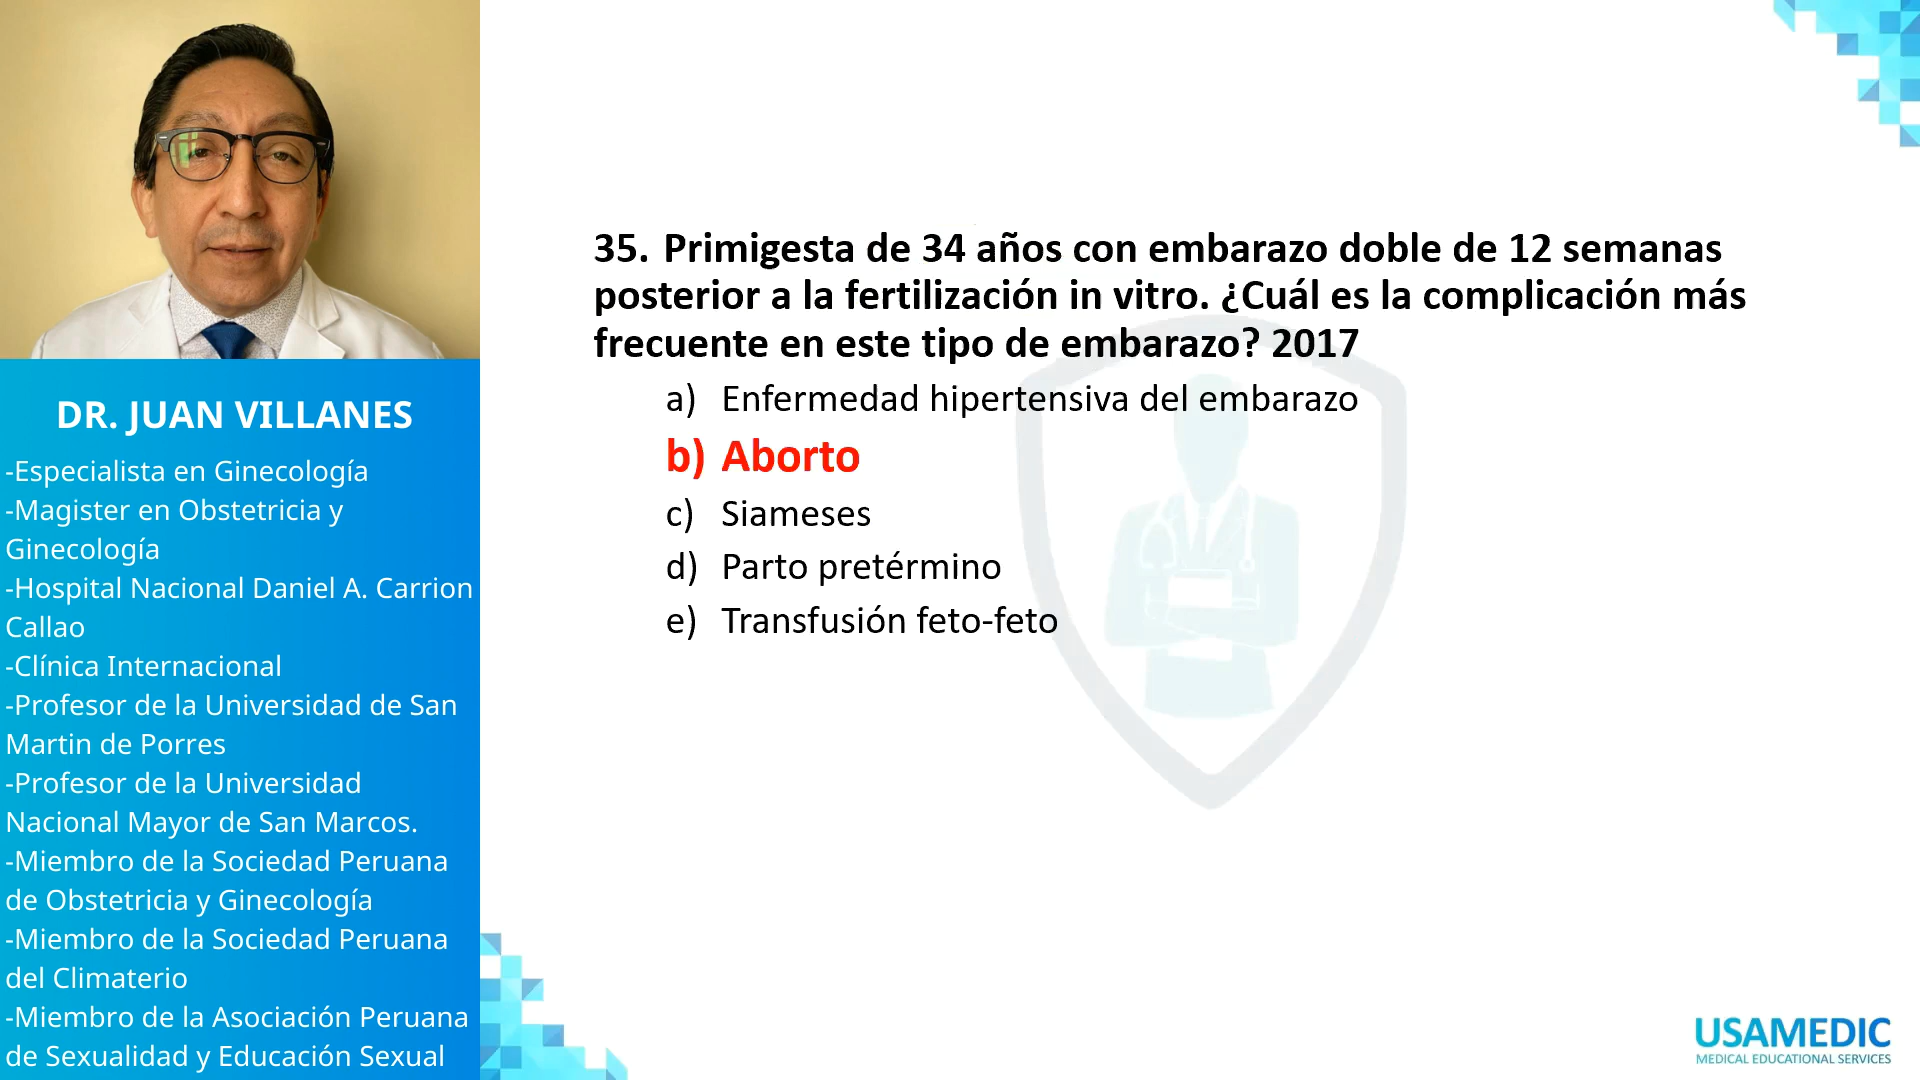 DR. JUAN VILLANES
-Especialista en Ginecología
-Magister en Obstetricia y
Ginecología
-Hospital Nacional Daniel A. Carrion
Callao
-Clínica Internacional
-Profesor de la Universidad de San
Martin de Porres
-Profesor de la Universidad
Nacional Mayor de San Marcos.
-Miembro de la Sociedad Peruana
de Obstetricia y Ginecología
-Miembro de la Sociedad Peruana
del Climaterio
-Miembro de la Asociación Peruana
de Sexualidad y Educación Sexual
35. Primigesta de 34 años con embarazo doble de 12 semanas
posterior a la fertilización in vitro. ¿Cuál es la complicación más
frecuente en este tipo de embarazo? 2017
a) Enfermedad hipertensiva del embarazo
b) Aborto
c) Siameses
d) Parto pretérmino
e) Transfusión feto-feto
USAMEDIC
MEDICAL EDUCATIONAL SERVICES